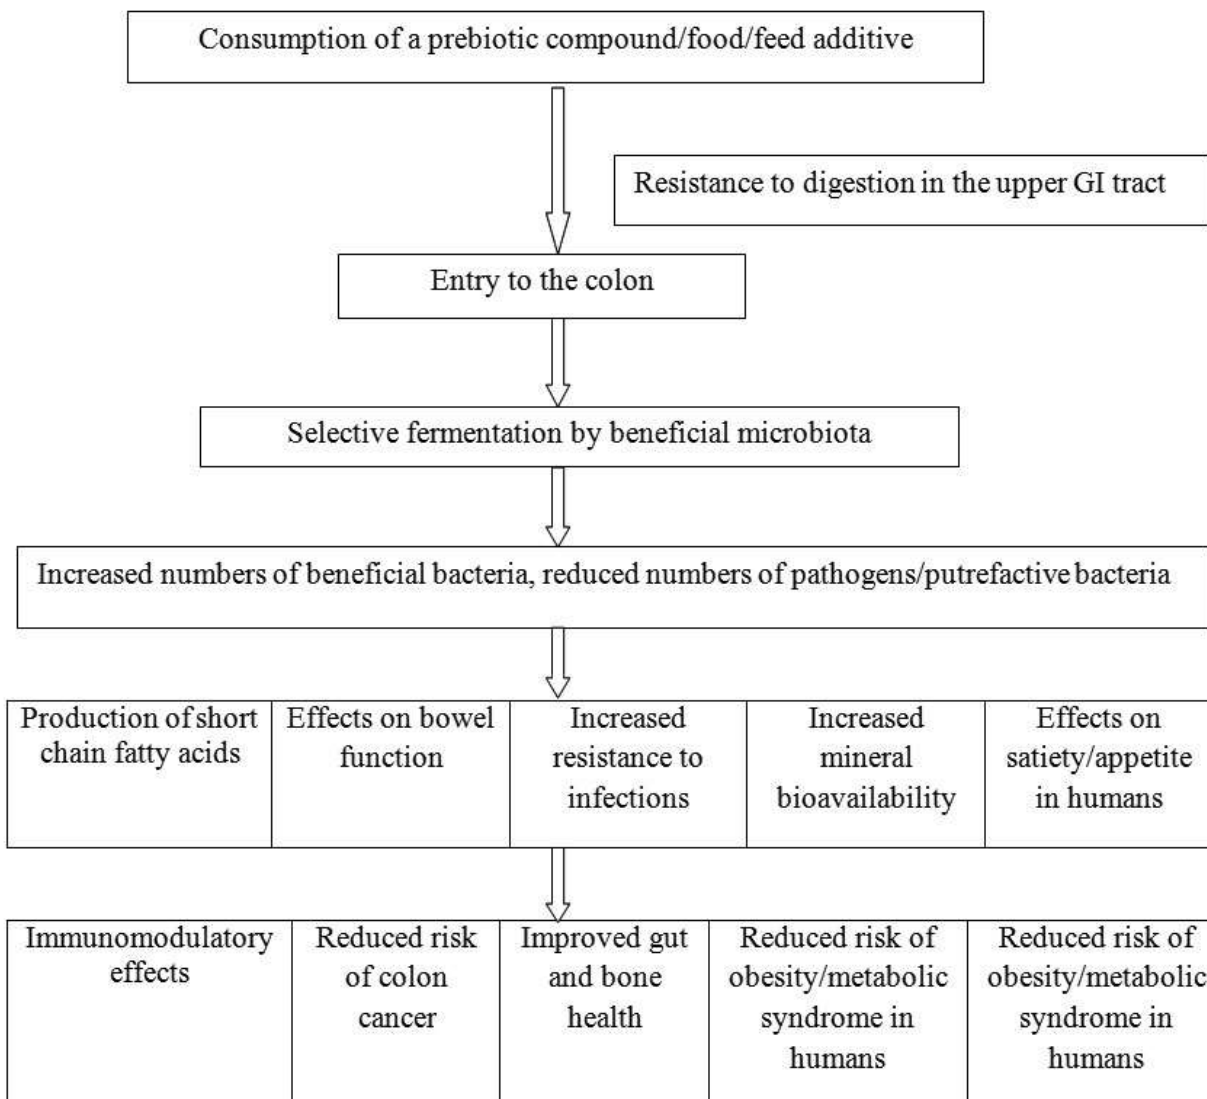 Consumption of a prebiotic compound/food/feed additive
Resistance to digestion in the upper GI tract
Entry to the colon
Selective fermentation by beneficial microbiota
Increased numbers of beneficial bacteria, reduced numbers of pathogens/putrefactive bacteria
Production of short
chain fatty acids
Effects on bowel
function
Increased
resistance to
infections
Increased
mineral
bioavailability
Effects on
satiety/appetite
in humans
Immunomodulatory
effects
Reduced risk
of colon
cancer
Improved gut
and bone
health
Reduced risk of
obesity/metabolic
syndrome in
humans
Reduced risk of
obesity/metabolic
syndrome in
humans